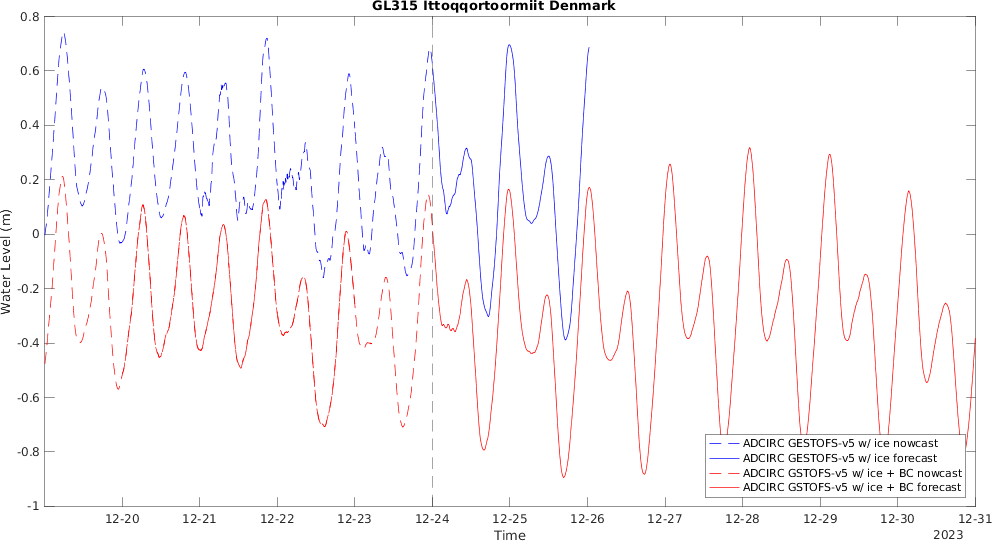 GL315 Ittoqqortoormiit Denmark
0.8
0.6
0.4
0.2
0
-0.2
-0.4
-0.6
-0.8
-1
Water Level (m)
12-20 12-21 12-22 12-23 12-24 12-25 12-26 12-27 12-28 12-29 12-30 12-31
Time
2023
ADCIRC GESTOFS-v5 w/ ice nowcast
ADCIRC GESTOFS-v5 w/ ice forecast
ADCIRC GSTOFS-v5 w/ ice + BC nowcast
ADCIRC GSTOFS-v5 w/ ice + BC forecast